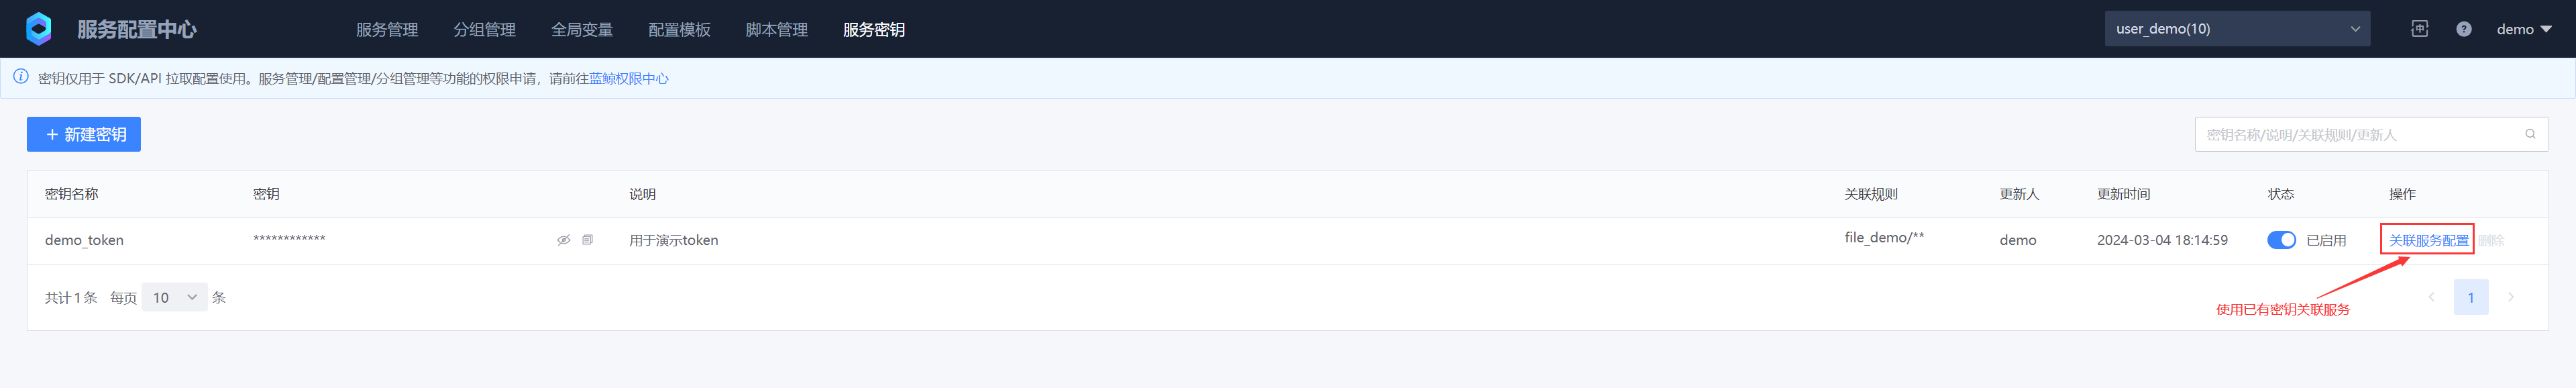 服务配置中心 服务管理 分组管理 全局变量 配置模板 脚本管理 服务密钥 user_demo(10) 中 ? demo
密钥仅用于 SDK/API 拉取配置使用。服务管理/配置管理/分组管理等功能的权限申请，请前往蓝鲸权限中心
+ 新建密钥 密钥名称/说明/关联规则/更新人
密钥名称 密钥 说明 关联规则 更新人 更新时间 状态 操作
demo_token ************ 用于演示token file_demo/** demo 2024-03-04 18:14:59 已启用 关联服务配置 删除
共计 1 条 每页 10 条 1
使用已有密钥关联服务